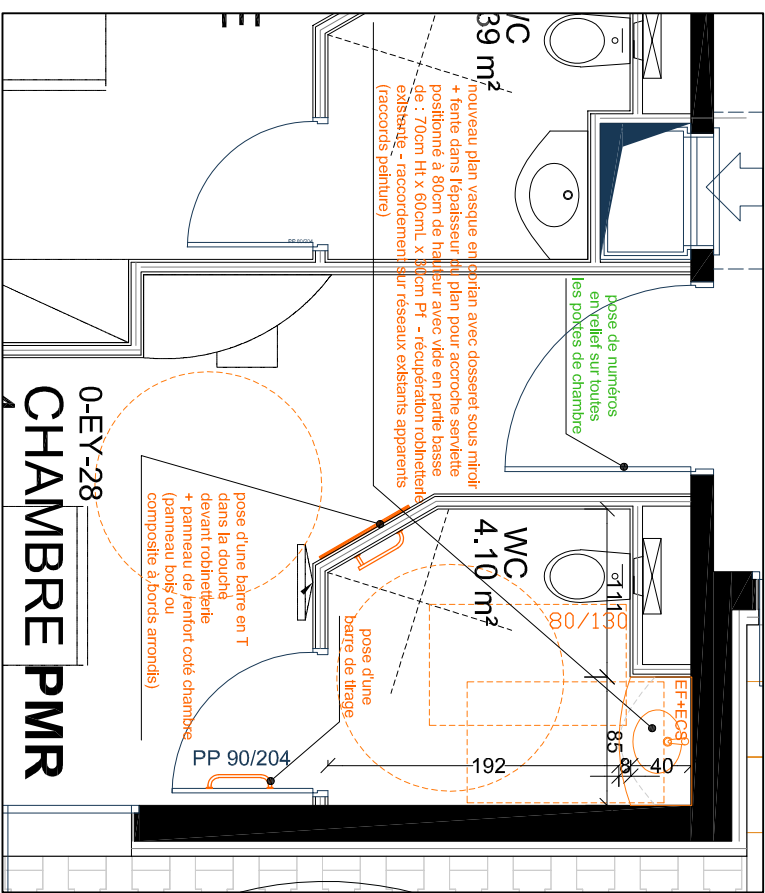 /C
39 m²
nouveau plan vasque en corian avec dosseret sous miroir
+ fente dans l'épaisseur du plan pour accroche serviette
positionné à 80cm de hauteur avec vide en partie basse
de : 70cm Ht x 60cmL x 30cm Pf - récupération robinetterie
existante - raccordement sur réseaux existants apparents
(raccords peinture)
PP 90/204
pose de numéros
en relief sur toutes
les portes de chambre
0-EY-28
CHAMBRE PMR
pose d'une barre en T
dans la douche
devant robinetterie
+ panneau de renfort coté chambre
(panneau bois ou
composite à bords arrondis)
WC
4.10 m²
111
80/130
EF+ECS
85
8
40
192
pose d'une
barre de tirage
PP 90/204